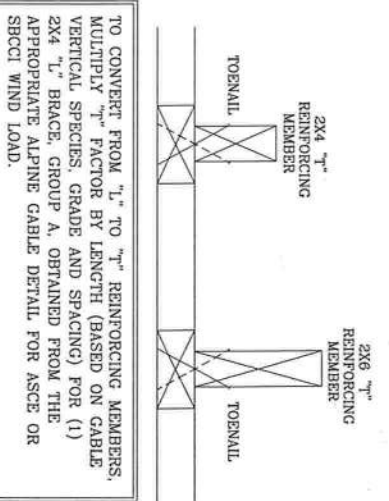 2X4 "T"
REINFORCING
MEMBER
TOENAIL
2X6 "T"
REINFORCING
MEMBER
TOENAIL
TO CONVERT FROM "L" TO "T" REINFORCING MEMBERS,
MULTIPLY "T" FACTOR BY LENGTH (BASED ON GABLE
VERTICAL SPECIES, GRADE AND SPACING) FOR (1)
2X4 "L" BRACE, GROUP A, OBTAINED FROM THE
APPROPRIATE ALPINE GABLE DETAIL FOR ASCE OR
SBCCI WIND LOAD.